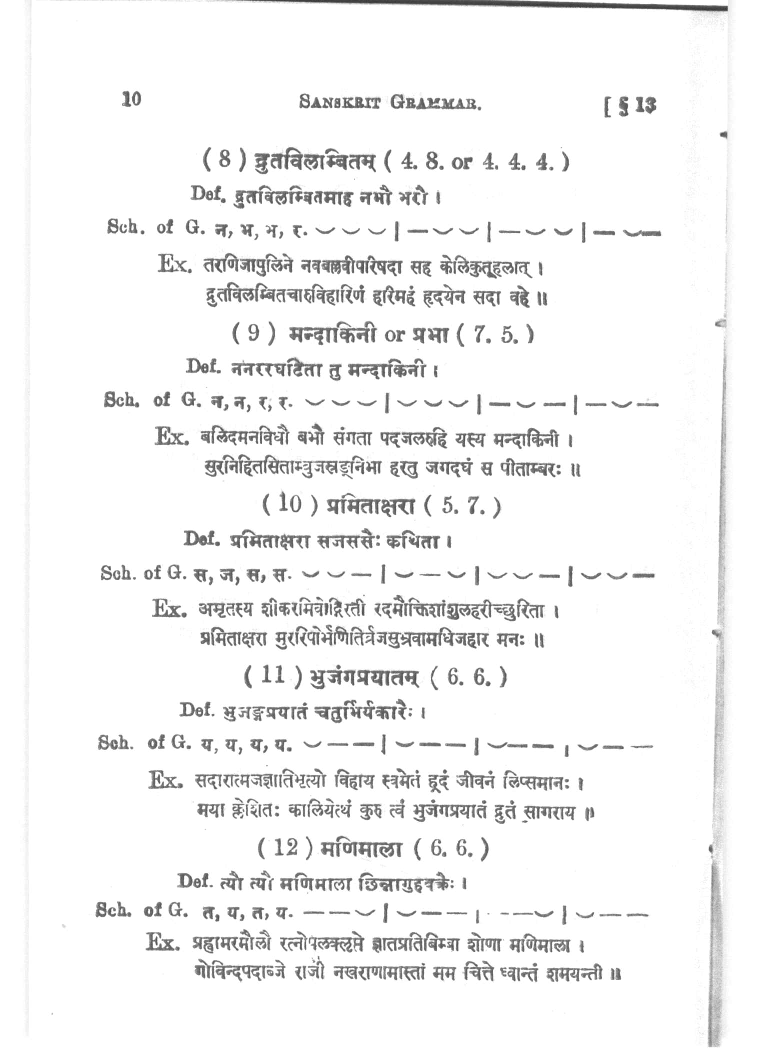 10 SANSKRIT GRAMMAR. [ § 13
( 8 ) द्रुतविलाम्बितम् ( 4. 8. or 4. 4. 4. )
Def. द्रुतविलम्बितमाह नभौ भरौ ।
Sch. of G. न, भ, भ, र. ⏑ ⏑ ⏑ | — ⏑ ⏑ | — ⏑ ⏑ | — ⏑ —
Ex. तरणिजापुलिने नवबल्लवीपरिषदा सह केलिकुतूहलात् ।
द्रुतविलम्बितचारुविहारिणं हरिमहं हृदयेन सदा वहे ॥
( 9 ) मन्दाकिनी or प्रभा ( 7. 5. )
Def. ननररघटिता तु मन्दाकिनी ।
Sch. of G. न, न, र, र. ⏑ ⏑ ⏑ | ⏑ ⏑ ⏑ | — ⏑ — | — ⏑ —
Ex. बलिदमनविधौ बभौ संगता पदजलरुहि यस्य मन्दाकिनी ।
सुरनिहितसिताम्बुजस्रङ्निभा हरतु जगदघं स पीताम्बरः ॥
( 10 ) प्रमिताक्षरा ( 5. 7. )
Def. प्रमिताक्षरा सजससैः कथिता ।
Sch. of G. स, ज, स, स. ⏑ ⏑ — | ⏑ — ⏑ | ⏑ ⏑ — | ⏑ ⏑ —
Ex. अमृतस्य शीकरमिवोद्गिरती रदमौक्तिशांशुलहरीच्छुरिता ।
प्रमिताक्षरा मुररिपोर्भणितिर्व्रजसुभ्रुवामधिजहार मनः ॥
( 11 ) भुजंगप्रयातम् ( 6. 6. )
Def. भुजङ्गप्रयातं चतुर्भिर्यकारैः ।
Sch. of G. य, य, य, य. ⏑ — — | ⏑ — — | ⏑ — — | ⏑ — —
Ex. सदारात्मजज्ञातिभृत्यो विहाय स्वमेतं ह्रदं जीवनं लिप्समानः ।
मया क्लेशितः कालियेत्थं कुरु त्वं भुजंगप्रयातं द्रुतं सागराय ॥
( 12 ) मणिमाला ( 6. 6. )
Def. त्यौ त्यौ मणिमाला छिन्नागुहवक्त्रैः ।
Sch. of G. त, य, त, य. — — ⏑ | ⏑ — — | — — ⏑ | ⏑ — —
Ex. प्रह्वामरमौलौ रत्नोपलक्लृप्ते ज्ञातप्रतिबिम्बा शोणा मणिमाला ।
गोविन्दपदाब्जे राजी नखराणामास्तां मम चित्ते ध्वान्तं शमयन्ती ॥